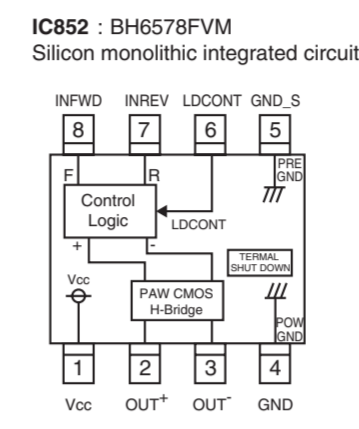 IC852 : BH6578FVM
Silicon monolithic integrated circuit
INFWD INREV LDCONT GND_S
8 7 6 5
F R PRE
GND
Control
Logic
LDCONT
+ -
TERMAL
SHUT DOWN
Vcc
PAW CMOS
H-Bridge
POW
GND
1 2 3 4
Vcc OUT+ OUT- GND